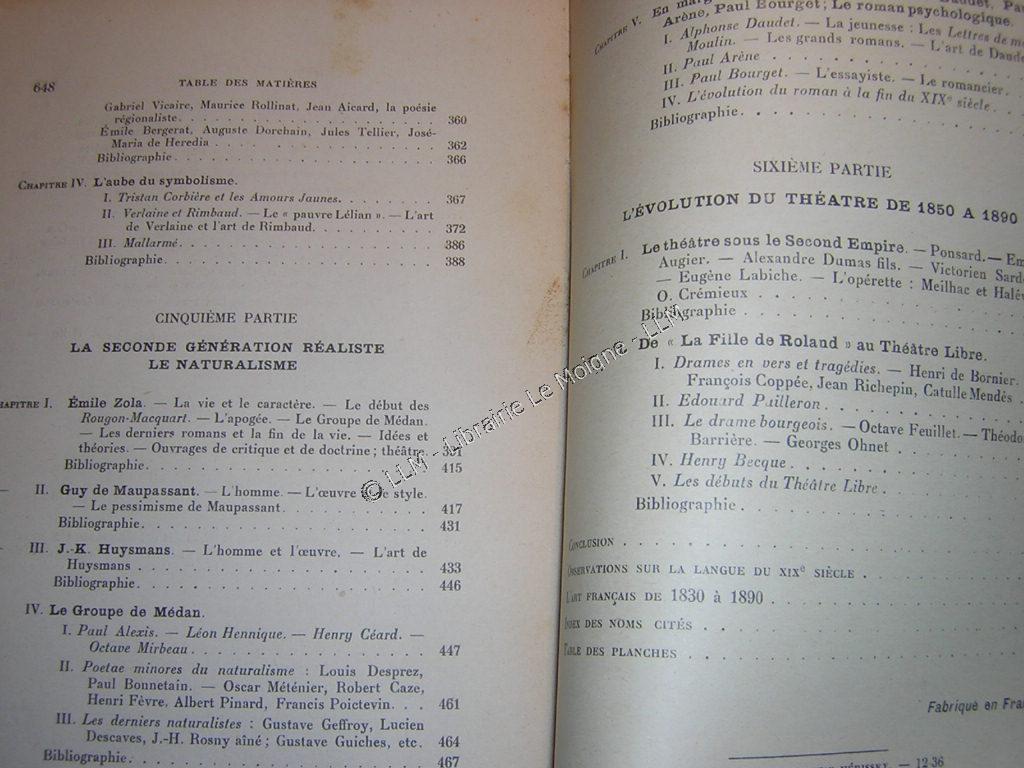 648 TABLE DES MATIÈRES
Gabriel Vicaire, Maurice Rollinat, Jean Aicard, la poésie
régionaliste. . . . . . . . . . 360
Émile Bergerat, Auguste Dorchain, Jules Tellier, José-
Maria de Heredia . . . . . . . . . . 362
Bibliographie. . . . . . . . . . 366
CHAPITRE IV. L'aube du symbolisme.
I. Tristan Corbière et les Amours Jaunes. . . . . . . . 367
II. Verlaine et Rimbaud. — Le « pauvre Lélian ». — L'art
de Verlaine et l'art de Rimbaud. . . . . . . . . . 372
III. Mallarmé. . . . . . . . . . 386
Bibliographie. . . . . . . . . . 388
CINQUIÈME PARTIE
LA SECONDE GÉNÉRATION RÉALISTE
LE NATURALISME
CHAPITRE I. Émile Zola. — La vie et le caractère. — Le début des
Rougon-Macquart. — L'apogée. — Le Groupe de Médan.
— Les derniers romans et la fin de la vie. — Idées et
théories. — Ouvrages de critique et de doctrine; théâtre.
Bibliographie. . . . . . . . . . 415
— II. Guy de Maupassant. — L'homme. — L'œuvre style.
— Le pessimisme de Maupassant. . . . . . . . . . 417
Bibliographie. . . . . . . . . . 431
— III. J.-K. Huysmans. — L'homme et l'œuvre. — L'art de
Huysmans . . . . . . . . . . 433
Bibliographie. . . . . . . . . . 446
IV. Le Groupe de Médan.
I. Paul Alexis. — Léon Hennique. — Henry Céard. —
Octave Mirbeau. . . . . . . . . . 447
II. Poetae minores du naturalisme : Louis Desprez,
Paul Bonnetain. — Oscar Méténier, Robert Caze,
Henri Fèvre, Albert Pinard, Francis Poictevin. . . 461
III. Les derniers naturalistes : Gustave Geffroy, Lucien
Descaves, J.-H. Rosny aîné; Gustave Guiches, etc. 464
Bibliographie. . . . . . . . . . 467
CHAPITRE V. En Daudet,
Arène, Paul Bourget; Le roman psychologique.
I. Alphonse Daudet. — La jeunesse : Les Lettres de
Moulin. — Les grands romans. — L'art de
II. Paul Arène . . . . . . . . . .
III. Paul Bourget. — L'essayiste. — Le romancier. .
IV. L'évolution du roman à la fin du XIXe siècle . .
Bibliographie. . . . . . . . . .
SIXIÈME PARTIE
L'ÉVOLUTION DU THÉATRE DE 1850 A 1890
CHAPITRE I. Le théâtre sous le Second Empire. — Ponsard. —
Augier. — Alexandre Dumas fils. — Victorien
— Eugène Labiche. — L'opérette : Meilhac et
O. Crémieux . . . . . . . . . .
Bibliographie . . . . . . . . . .
De « La Fille de Roland » au Théâtre Libre.
I. Drames en vers et tragédies. — Henri de Bornier. —
François Coppée, Jean Richepin, Catulle Mendès .
II. Edouard Pailleron . . . . . . . . . .
III. Le drame bourgeois. — Octave Feuillet. —
Barrière. — Georges Ohnet . . . . . . . . . .
IV. Henry Becque . . . . . . . . . .
V. Les débuts du Théâtre Libre . . . . . . . . . .
Bibliographie . . . . . . . . . .
CONCLUSION . . . . . . . . . .
OBSERVATIONS SUR LA LANGUE DU XIXe SIÈCLE . . . .
L'ART FRANÇAIS DE 1830 à 1890 . . . . . . . . . .
INDEX DES NOMS CITÉS . . . . . . . . . .
TABLE DES PLANCHES . . . . . . . . . .
Fabriqué en
— 12 36
© LLM - Librairie Le Moigne - LLM